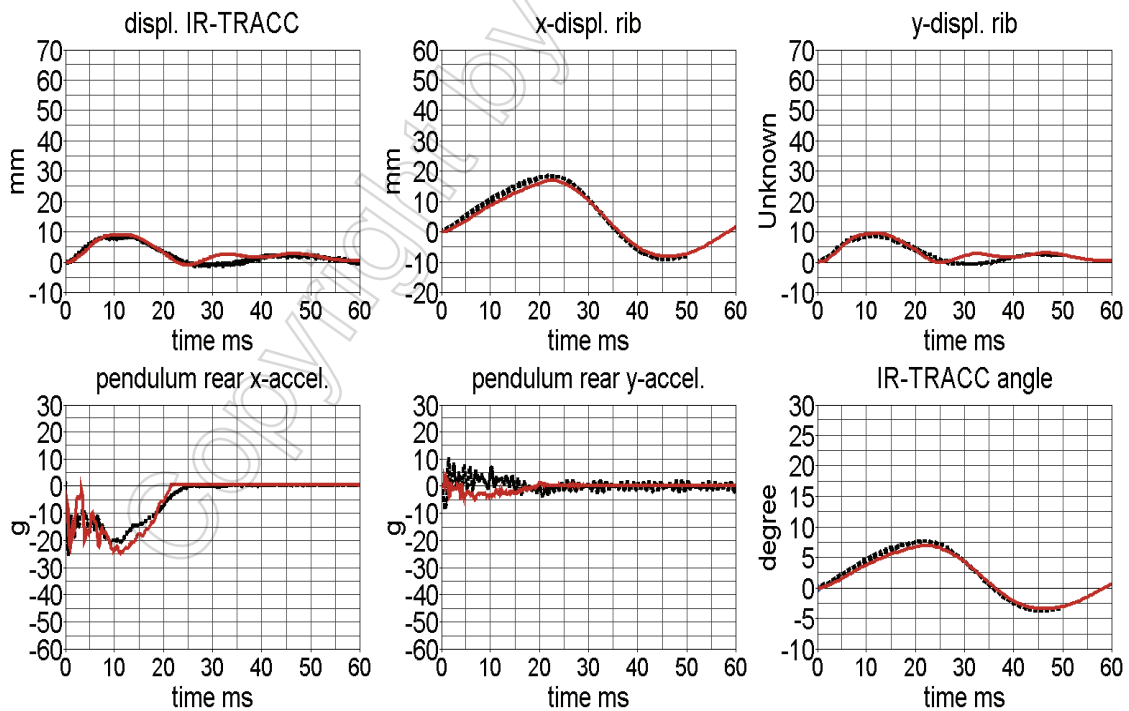 displ. IR-TRACC
x-displ. rib
y-displ. rib
70
60
50
40
30
20
10
0
-10
mm
0 10 20 30 40 50 60
time ms
60
50
40
30
20
10
0
-10
-20
mm
0 10 20 30 40 50 60
time ms
70
60
50
40
30
20
10
0
-10
Unknown
0 10 20 30 40 50 60
time ms
pendulum rear x-accel.
pendulum rear y-accel.
IR-TRACC angle
30
20
10
0
-10
-20
-30
-40
-50
-60
g
0 10 20 30 40 50 60
time ms
30
20
10
0
-10
-20
-30
-40
-50
-60
g
0 10 20 30 40 50 60
time ms
30
25
20
15
10
5
0
-5
-10
degree
0 10 20 30 40 50 60
time ms
Copyright by